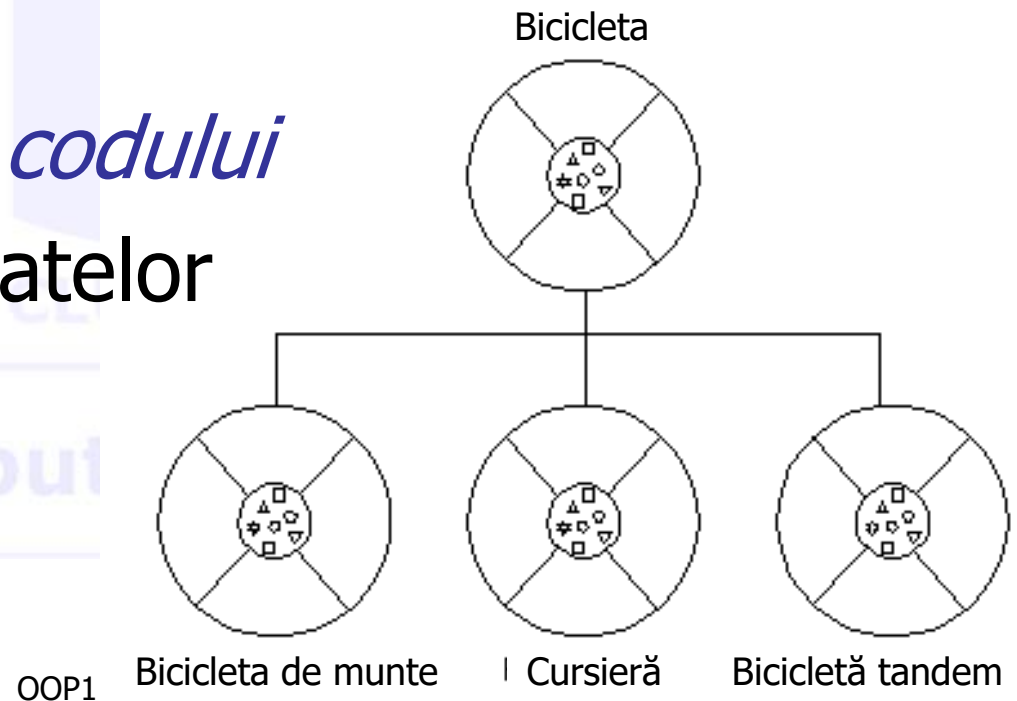 Bicicleta
codului
atelor
Bicicleta de munte
Cursieră
Bicicletă tandem
OOP1